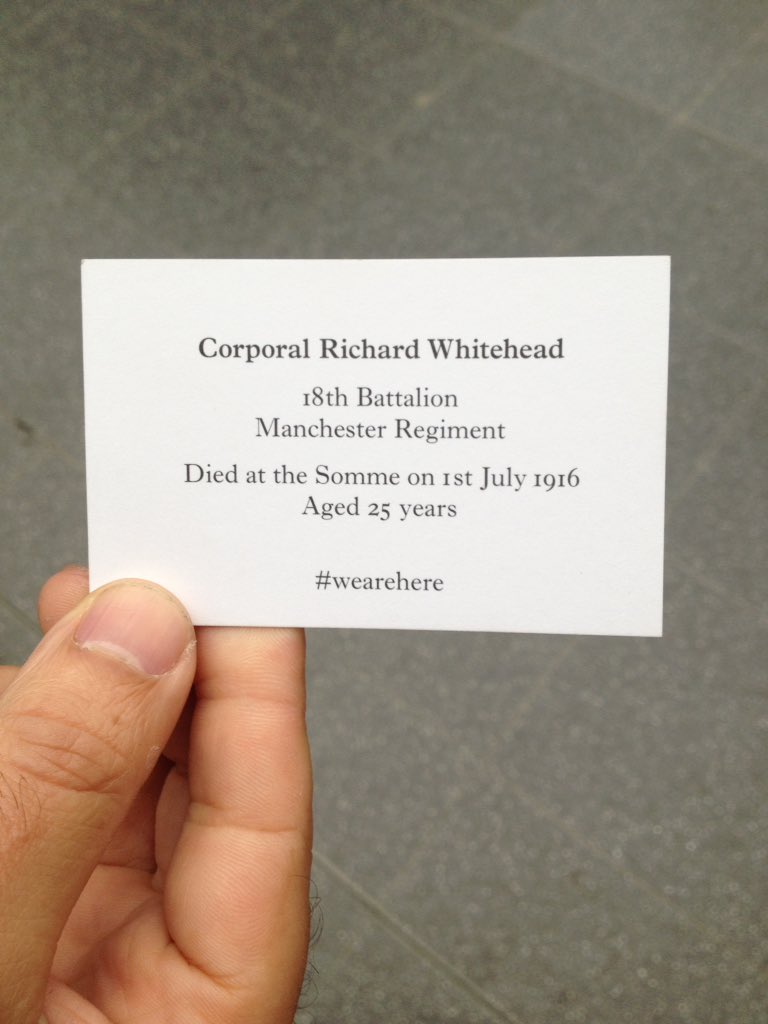 Corporal Richard Whitehead
18th Battalion
Manchester Regiment
Died at the Somme on 1st July 1916
Aged 25 years
#wearehere